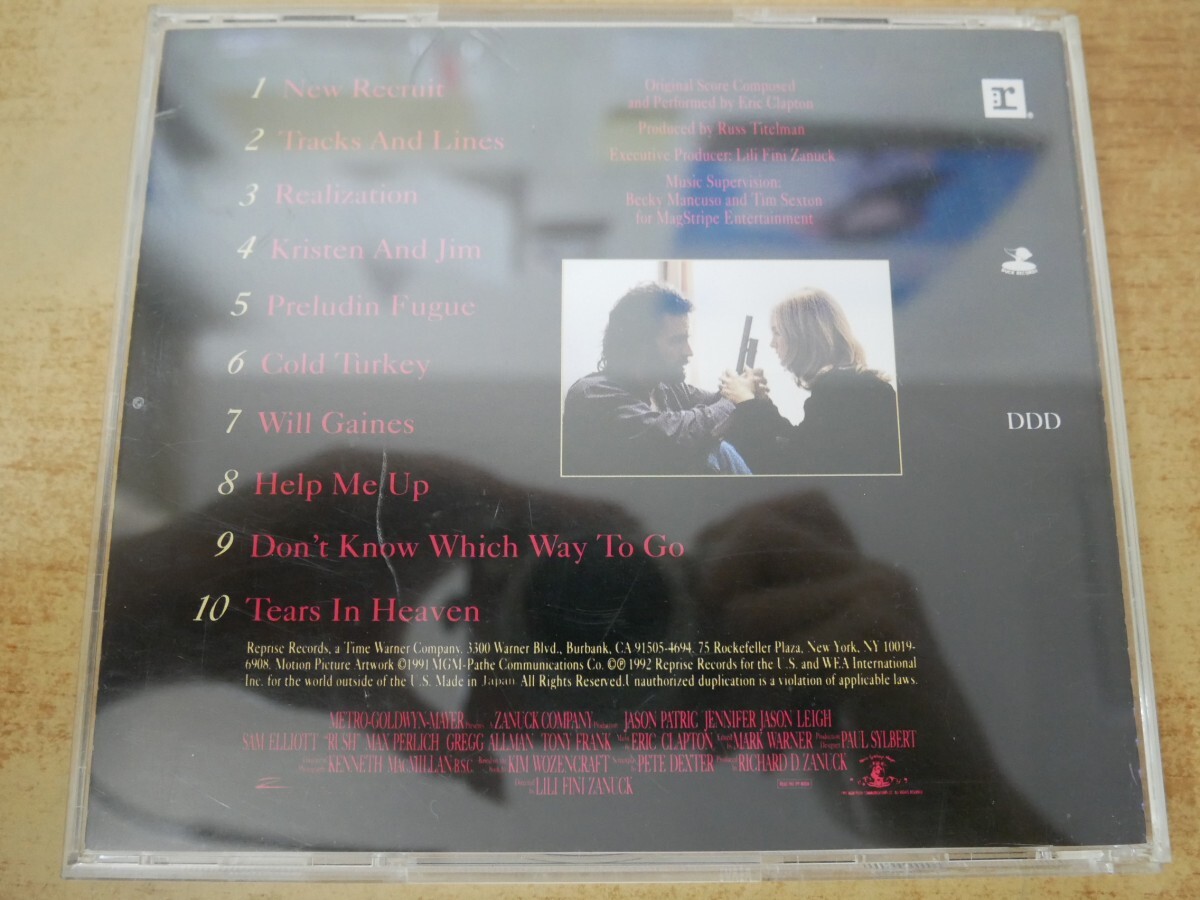 1 New Recruit
2 Tracks And Lines
3 Realization
4 Kristen And Jim
5 Preludin Fugue
6 Cold Turkey
7 Will Gaines
8 Help Me Up
9 Don't Know Which Way To Go
10 Tears In Heaven
Original Score Composed
and Performed by Eric Clapton
Produced by Russ Titelman
Executive Producer: Lili Fini Zanuck
Music Supervision:
Becky Mancuso and Tim Sexton
for MagStripe Entertainment
r
DDD
Reprise Records, a Time Warner Company, 3300 Warner Blvd., Burbank, CA 91505-4694. 75 Rockefeller Plaza, New York, NY 10019-
6908. Motion Picture Artwork ©1991 MGM-Pathe Communications Co. ©℗ 1992 Reprise Records for the U.S. and WEA International
Inc. for the world outside of the U.S. Made in Japan All Rights Reserved.Unauthorized duplication is a violation of applicable laws.
METRO-GOLDWYN-MAYER ZANUCK COMPANY JASON PATRIC JENNIFER JASON LEIGH
SAM ELLIOTT "RUSH" MAX PERLICH GREGG ALLMAN TONY FRANK ERIC CLAPTON MARK WARNER PAUL SYLBERT
KENNETH MACMILLAN B.S.C. KIM WOZENCRAFT PETE DEXTER RICHARD D. ZANUCK
LILI FINI ZANUCK